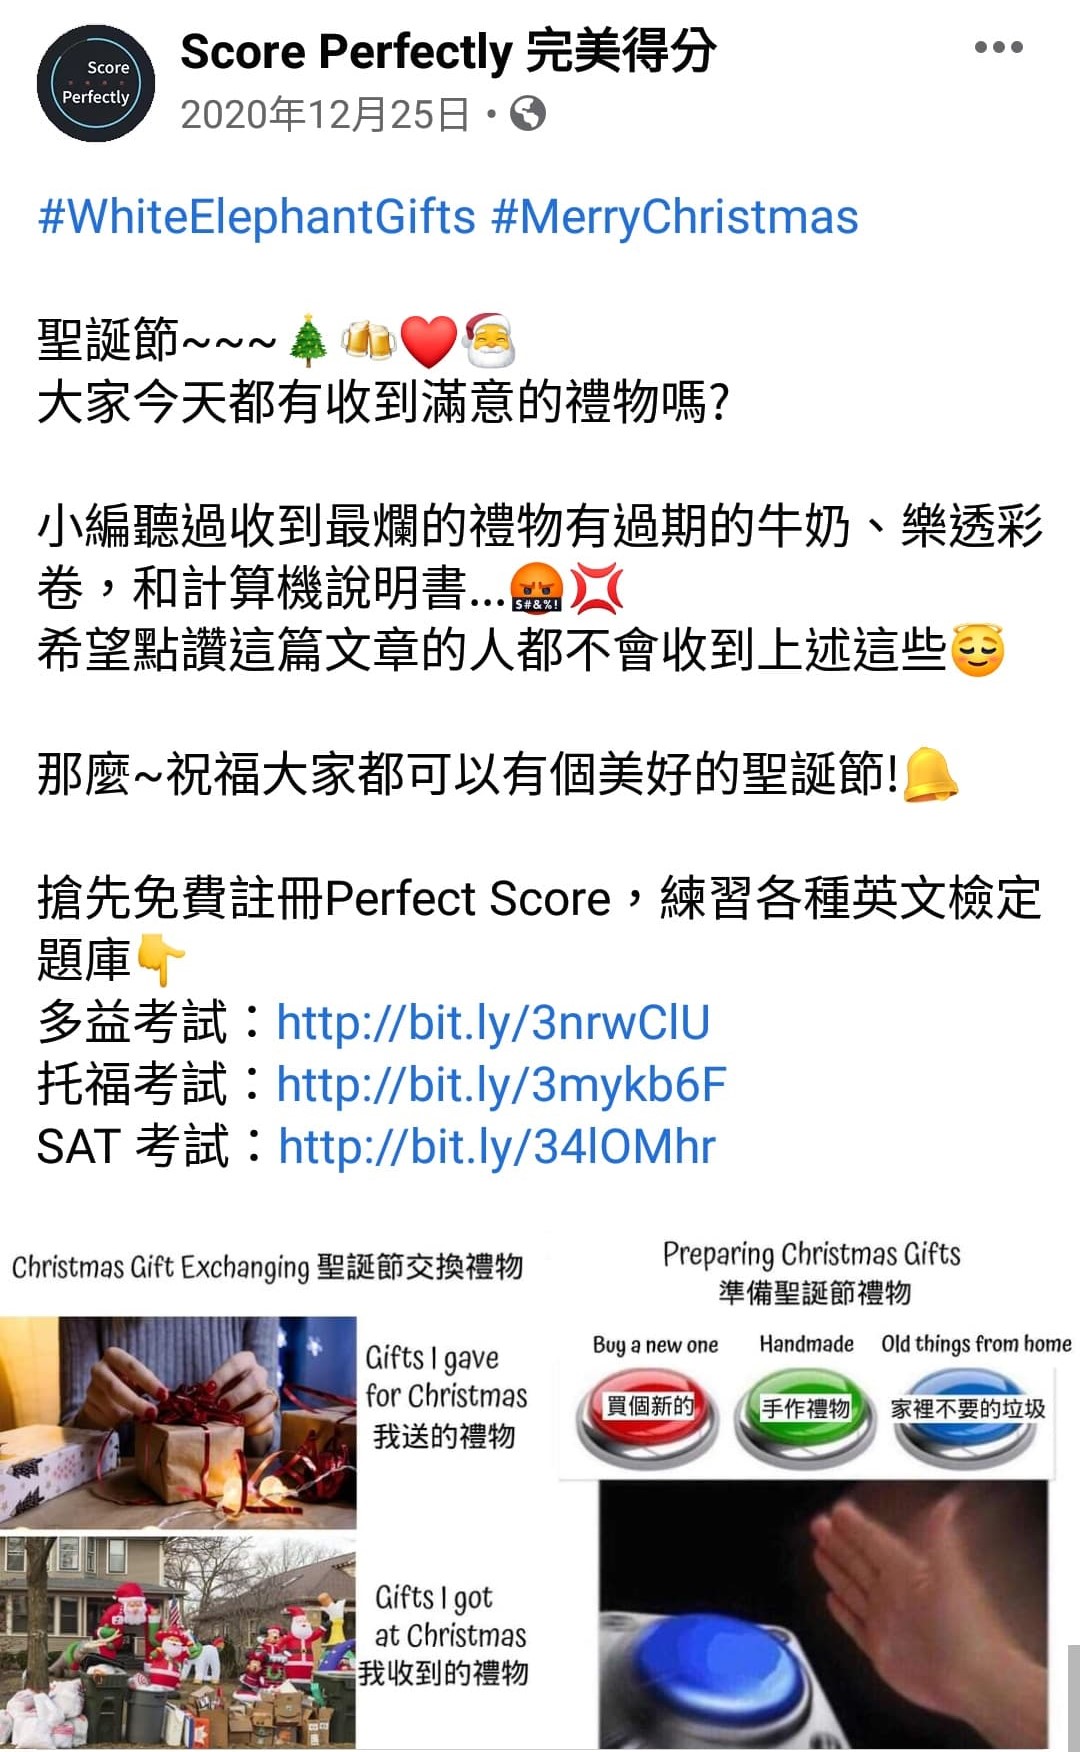 Score
Perfectly
Score Perfectly 完美得分
2020年12月25日
#WhiteElephantGifts #MerryChristmas
聖誕節~~~🎄🍻❤️🎅
大家今天都有收到滿意的禮物嗎?
小編聽過收到最爛的禮物有過期的牛奶、樂透彩
卷，和計算機說明書...🤬💢
希望點讚這篇文章的人都不會收到上述這些😇
那麼~祝福大家都可以有個美好的聖誕節!🔔
搶先免費註冊Perfect Score，練習各種英文檢定
題庫👇
多益考試：http://bit.ly/3nrwClU
托福考試：http://bit.ly/3mykb6F
SAT 考試：http://bit.ly/34lOMhr
Christmas Gift Exchanging 聖誕節交換禮物
Gifts I gave
for Christmas
我送的禮物
Gifts I got
at Christmas
我收到的禮物
Preparing Christmas Gifts
準備聖誕節禮物
Buy a new one Handmade Old things from home
買個新的 手作禮物 家裡不要的垃圾